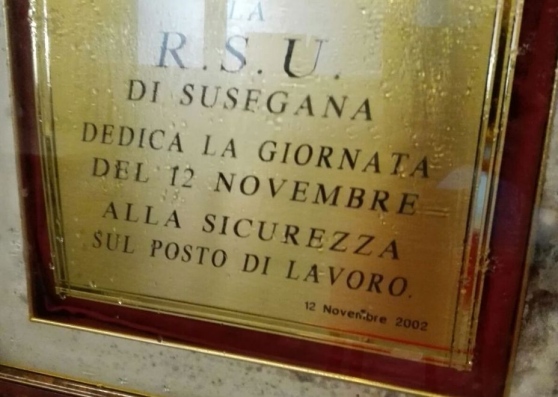 LA
R.S.U.
DI SUSEGANA
DEDICA LA GIORNATA
DEL 12 NOVEMBRE
ALLA SICUREZZA
SUL POSTO DI LAVORO.
12 Novembre 2002